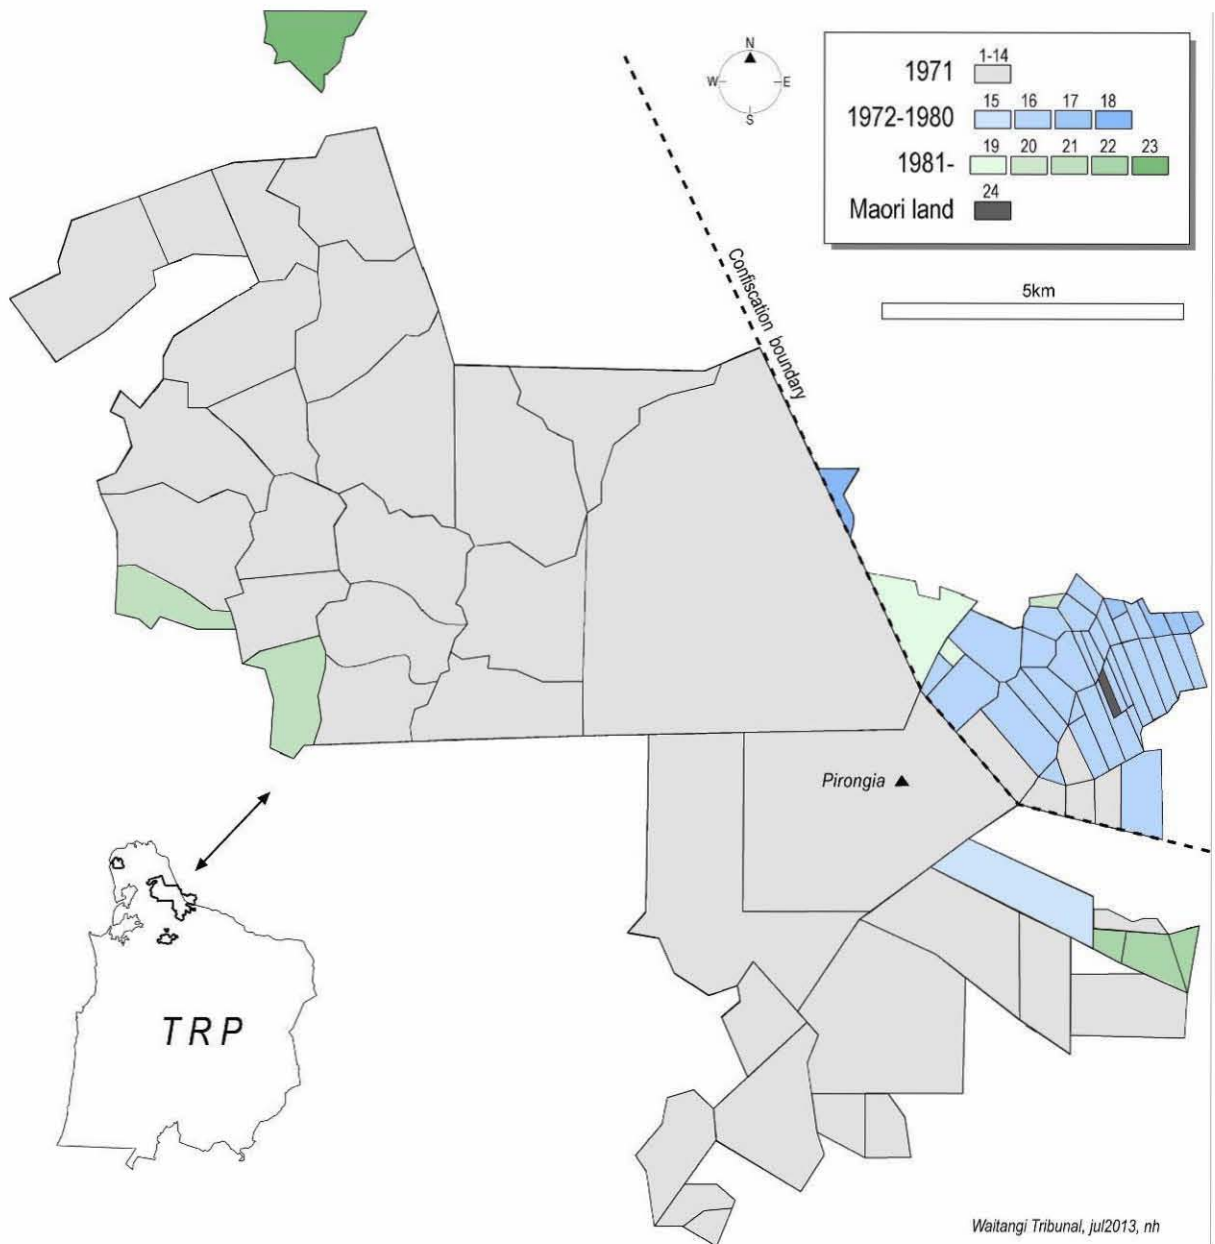 N
W E
S
1971 1-14
1972-1980 15 16 17 18
1981- 19 20 21 22 23
Maori land 24
5km
Confiscation boundary
Pirongia
TRP
Waitangi Tribunal, jul2013, nh